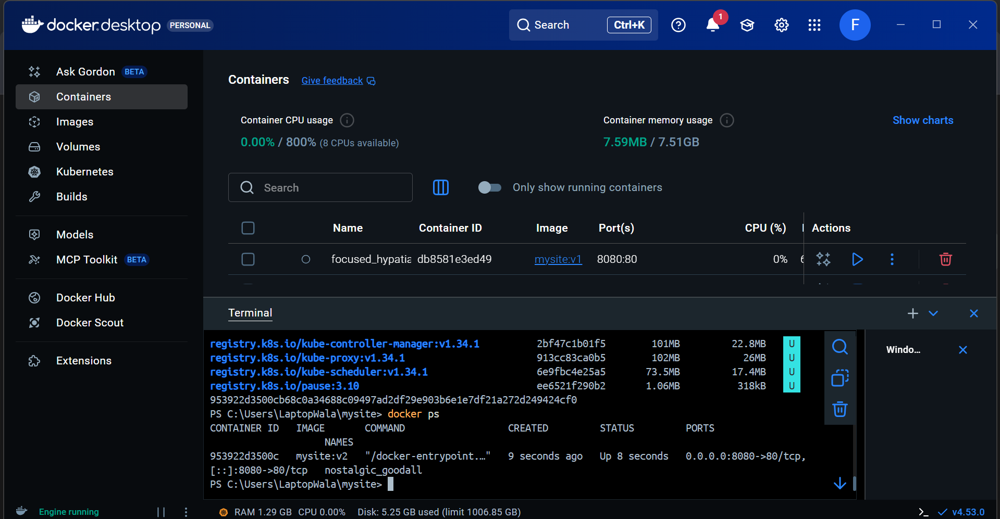 docker.desktop PERSONAL
Search Ctrl+K
1
F
Ask Gordon BETA
Containers
Images
Volumes
Kubernetes
Builds
Models
MCP Toolkit BETA
Docker Hub
Docker Scout
Extensions
Containers Give feedback
Container CPU usage
0.00% / 800% (8 CPUs available)
Container memory usage
7.59MB / 7.51GB
Show charts
Search
Only show running containers
Name Container ID Image Port(s) CPU (%) Actions
focused_hypatia db8581e3ed49 mysite:v1 8080:80 0%
Terminal
registry.k8s.io/kube-controller-manager:v1.34.1 2bf47c1b01f5 101MB 22.8MB U
registry.k8s.io/kube-proxy:v1.34.1 913cc83ca0b5 102MB 26MB U
registry.k8s.io/kube-scheduler:v1.34.1 6e9fbc4e25a5 73.5MB 17.4MB U
registry.k8s.io/pause:3.10 ee6521f290b2 1.06MB 318kB U
953922d3500cb68c0a34688c09497ad2df29e903b6e1e7df21a272d249424cf0
PS C:\Users\LaptopWala\mysite> docker ps
CONTAINER ID IMAGE COMMAND CREATED STATUS PORTS
NAMES
953922d3500c mysite:v2 "/docker-entrypoint.…" 9 seconds ago Up 8 seconds 0.0.0.0:8080->80/tcp,
[::]:8080->80/tcp nostalgic_goodall
PS C:\Users\LaptopWala\mysite>
Windo...
Engine running
RAM 1.29 GB CPU 0.00% Disk: 5.25 GB used (limit 1006.85 GB)
v4.53.0